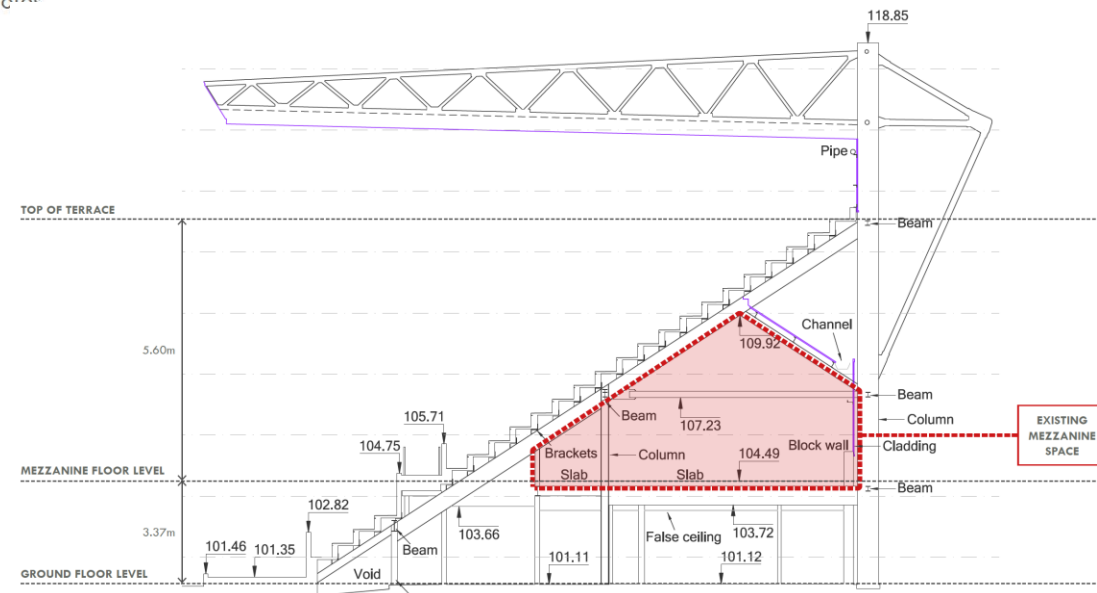 118.85
Pipe
TOP OF TERRACE
Beam
Channel
5.60m
109.92
Beam
105.71
Beam
107.23
Column
EXISTING
MEZZANINE
SPACE
104.75
Brackets
Column
Block wall
Cladding
MEZZANINE FLOOR LEVEL
Slab
Slab
104.49
Beam
102.82
103.66
103.72
False ceiling
3.37m
101.46
101.35
Beam
101.11
101.12
GROUND FLOOR LEVEL
Void